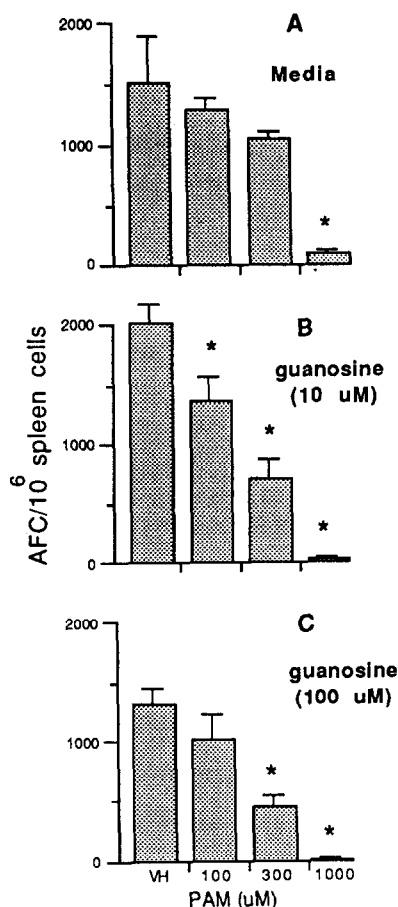 A
Media
2000
1000
0
*
B
guanosine
(10 uM)
2000
1000
0
*
*
*
AFC/10^6 spleen cells
C
guanosine
(100 uM)
2000
1000
0
*
*
VH 100 300 1000
PAM (uM)